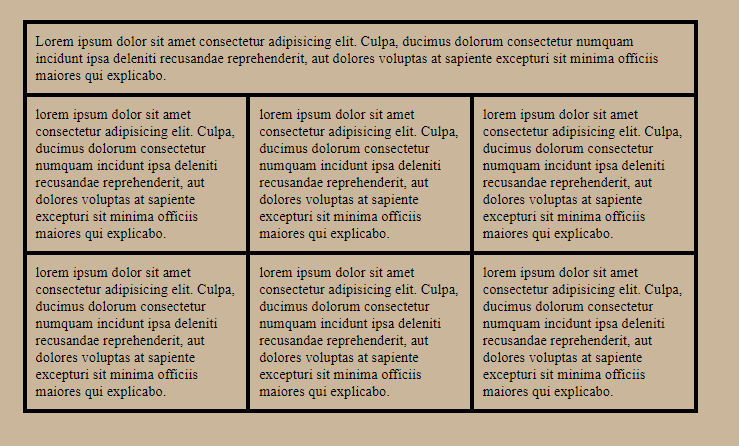 Lorem ipsum dolor sit amet consectetur adipisicing elit. Culpa, ducimus dolorum consectetur numquam
incidunt ipsa deleniti recusandae reprehenderit, aut dolores voluptas at sapiente excepturi sit minima officiis
maiores qui explicabo.
lorem ipsum dolor sit amet
consectetur adipisicing elit. Culpa,
ducimus dolorum consectetur
numquam incidunt ipsa deleniti
recusandae reprehenderit, aut
dolores voluptas at sapiente
excepturi sit minima officiis
maiores qui explicabo.
lorem ipsum dolor sit amet
consectetur adipisicing elit. Culpa,
ducimus dolorum consectetur
numquam incidunt ipsa deleniti
recusandae reprehenderit, aut
dolores voluptas at sapiente
excepturi sit minima officiis
maiores qui explicabo.
lorem ipsum dolor sit amet
consectetur adipisicing elit. Culpa,
ducimus dolorum consectetur
numquam incidunt ipsa deleniti
recusandae reprehenderit, aut
dolores voluptas at sapiente
excepturi sit minima officiis
maiores qui explicabo.
lorem ipsum dolor sit amet
consectetur adipisicing elit. Culpa,
ducimus dolorum consectetur
numquam incidunt ipsa deleniti
recusandae reprehenderit, aut
dolores voluptas at sapiente
excepturi sit minima officiis
maiores qui explicabo.
lorem ipsum dolor sit amet
consectetur adipisicing elit. Culpa,
ducimus dolorum consectetur
numquam incidunt ipsa deleniti
recusandae reprehenderit, aut
dolores voluptas at sapiente
excepturi sit minima officiis
maiores qui explicabo.
lorem ipsum dolor sit amet
consectetur adipisicing elit. Culpa,
ducimus dolorum consectetur
numquam incidunt ipsa deleniti
recusandae reprehenderit, aut
dolores voluptas at sapiente
excepturi sit minima officiis
maiores qui explicabo.